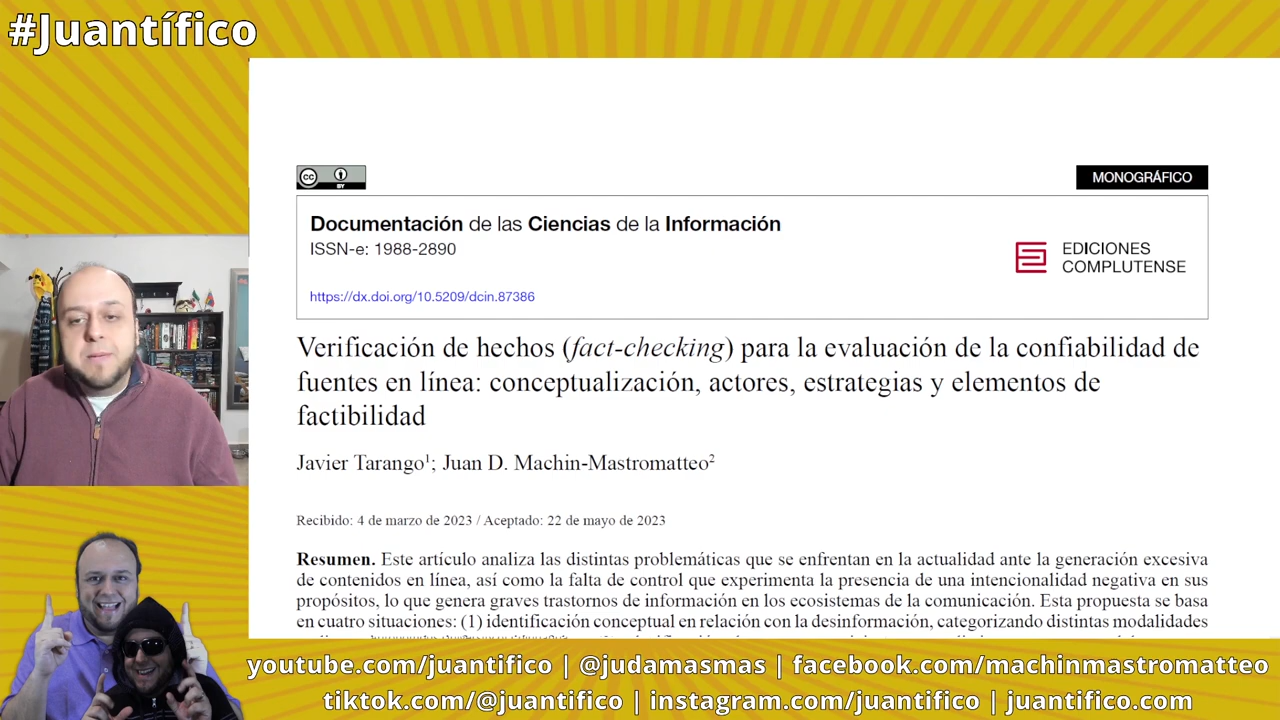 #Juantífico
cc BY
MONOGRÁFICO
Documentación de las Ciencias de la Información
ISSN-e: 1988-2890
EDICIONES
COMPLUTENSE
https://dx.doi.org/10.5209/dcin.87386
Verificación de hechos (fact-checking) para la evaluación de la confiabilidad de
fuentes en línea: conceptualización, actores, estrategias y elementos de
factibilidad
Javier Tarango¹; Juan D. Machin-Mastromatteo²
Recibido: 4 de marzo de 2023 / Aceptado: 22 de mayo de 2023
Resumen. Este artículo analiza las distintas problemáticas que se enfrentan en la actualidad ante la generación excesiva
de contenidos en línea, así como la falta de control que experimenta la presencia de una intencionalidad negativa en sus
propósitos, lo que genera graves trastornos de información en los ecosistemas de la comunicación. Esta propuesta se basa
en cuatro situaciones: (1) identificación conceptual en relación con la desinformación, categorizando distintas modalidades
youtube.com/juantifico | @judamasmas | facebook.com/machinmastromatteo
tiktok.com/@juantifico | instagram.com/juantifico | juantifico.com